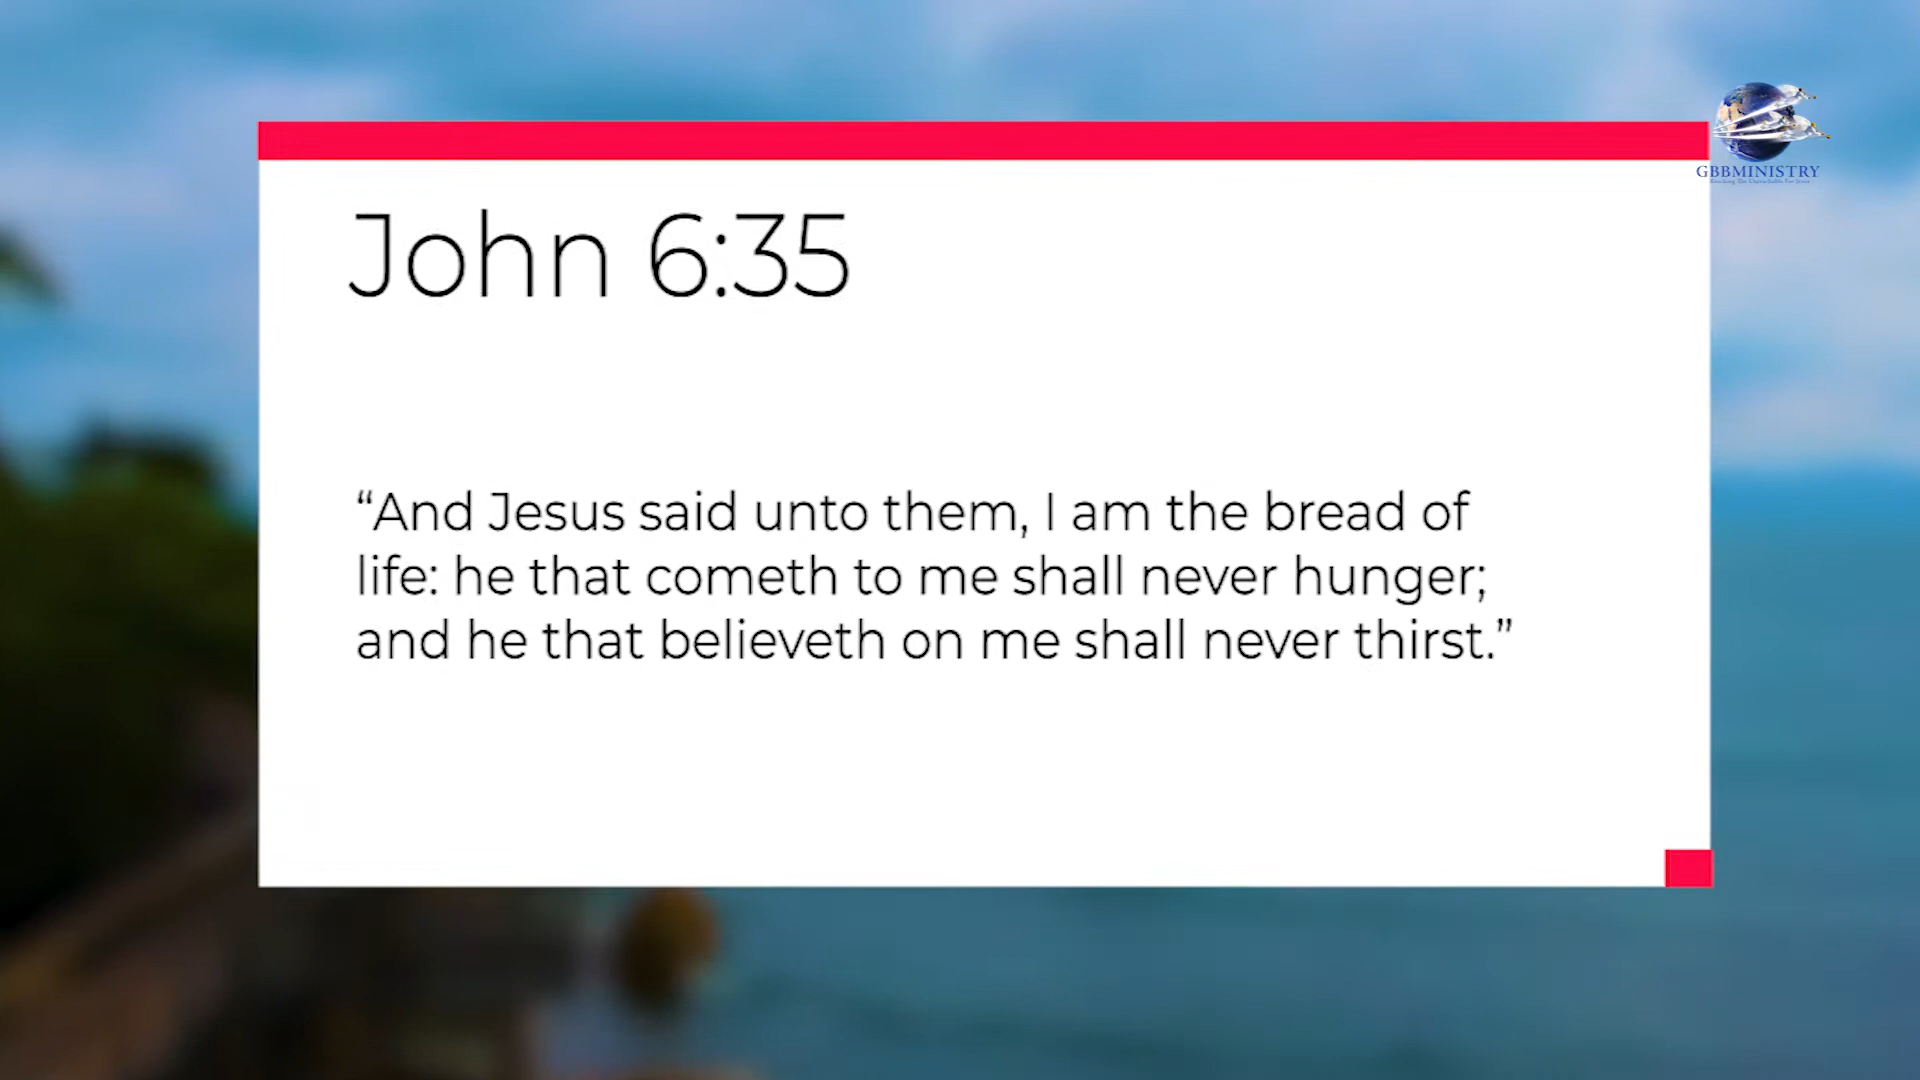 John 6:35
GBBMINISTRY
“And Jesus said unto them, I am the bread of
life: he that cometh to me shall never hunger;
and he that believeth on me shall never thirst.”